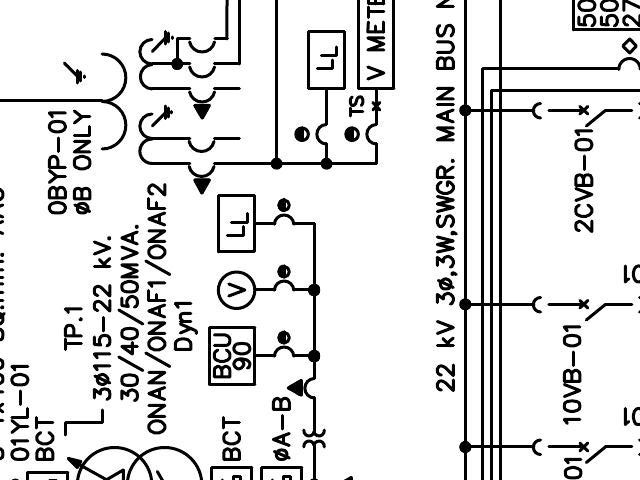 LL
V METE
TS
0BYP-01
øB ONLY
LL
V
BCU
90
TP.1
3ø115-22 kV.
30/40/50MVA.
ONAN/ONAF1/ONAF2
Dyn1
01YL-01
BCT
BCT
øA-B
22 kV 3ø,3W,SWGR. MAIN BUS
50
50
27
2CVB-01
10VB-01
01